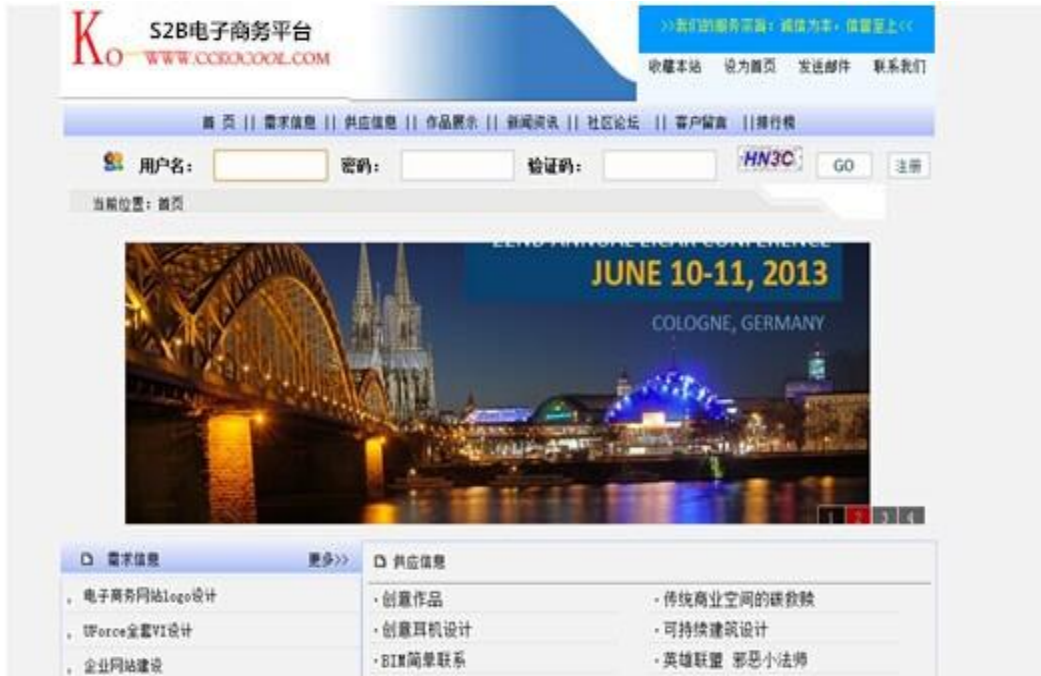 Ko
S2B电子商务平台
WWW.CCKOCOOL.COM
>>我们的服务宗旨：诚信为本，信誉至上<<
收藏本站 设为首页 发送邮件 联系我们
首 页 || 需求信息 || 供应信息 || 作品展示 || 新闻资讯 || 社区论坛 || 客户留言 ||排行榜
用户名： 密码： 验证码： HN3C GO 注册
当前位置：首页
22ND ANNUAL CONFERENCE
JUNE 10-11, 2013
COLOGNE, GERMANY
1 2 3 4
需求信息 更多>>
电子商务网站logo设计
UForce全套VI设计
企业网站建设
供应信息
·创意作品 ·传统商业空间的碳救赎
·创意耳机设计 ·可持续建筑设计
·BIM简单联系 ·英雄联盟 邪恶小法师